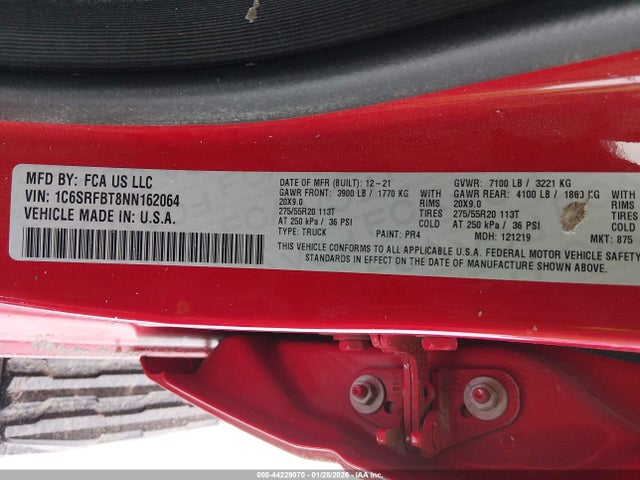 MFD BY: FCA US LLC
VIN: 1C6SRFBT8NN162064
VEHICLE MADE IN U.S.A.
DATE OF MFR (BUILT): 12-21 GVWR: 7100 LB / 3221 KG
GAWR FRONT: 3900 LB / 1770 KG GAWR REAR: 4100 LB / 1860 KG WITH
20X9.0 RIMS 20X9.0 RIMS
275/55R20 113T TIRES 275/55R20 113T TIRES
AT 250 kPa / 36 PSI COLD AT 250 kPa / 36 PSI COLD
TYPE: TRUCK PAINT: PR4 MDH: 121219 MKT: 875
THIS VEHICLE CONFORMS TO ALL APPLICABLE U.S.A. FEDERAL MOTOR VEHICLE SAFETY
STANDARDS IN EFFECT ON THE DATE OF MANUFACTURE SHOWN ABOVE.
000-44229070 | 01/28/2026 | IAA Inc.